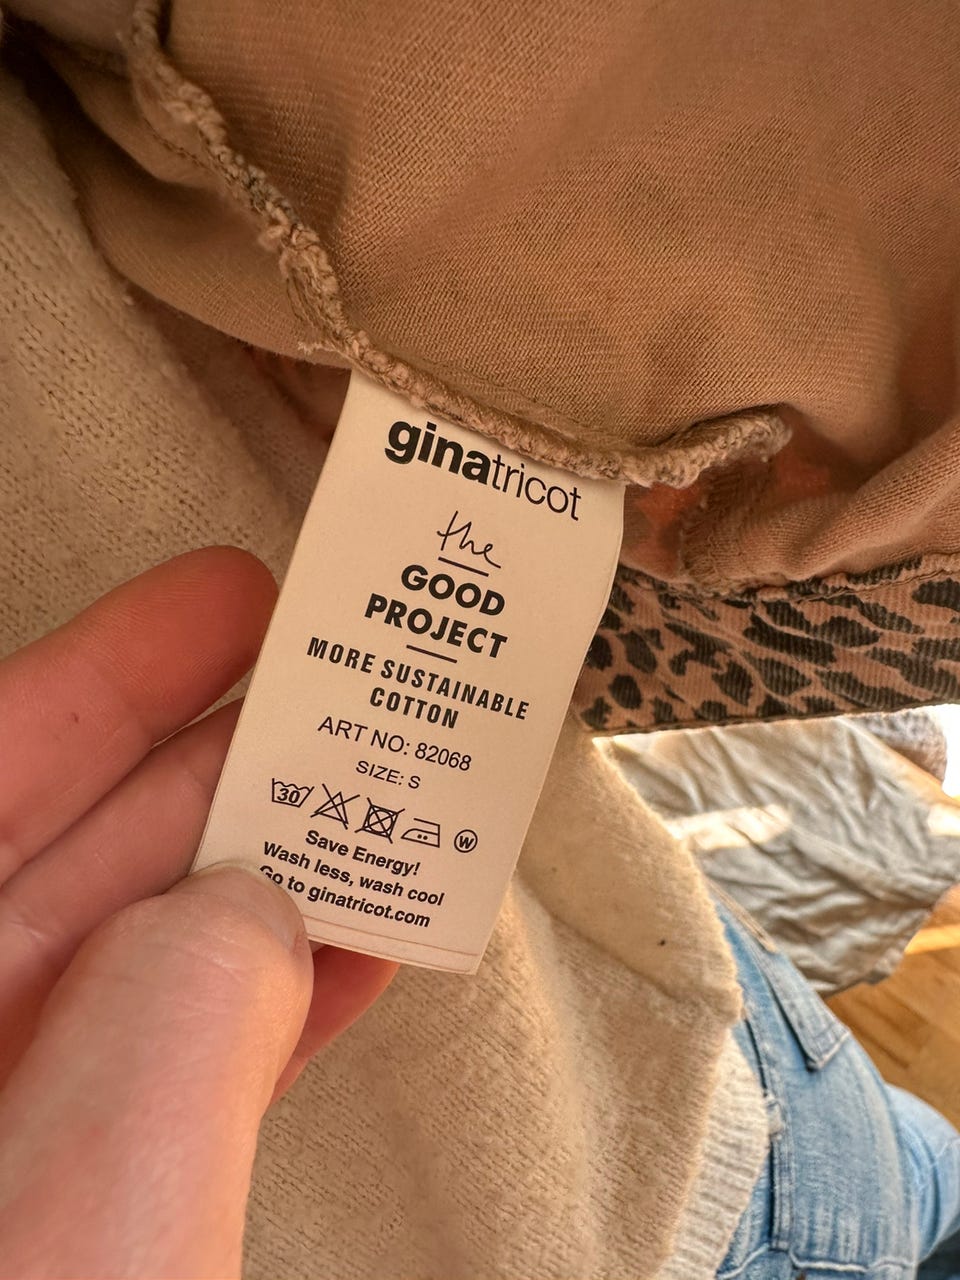 ginatricot
the
GOOD
PROJECT
MORE SUSTAINABLE
COTTON
ART NO: 82068
SIZE: S
30 W
Save Energy!
Wash less, wash cool
Go to ginatricot.com